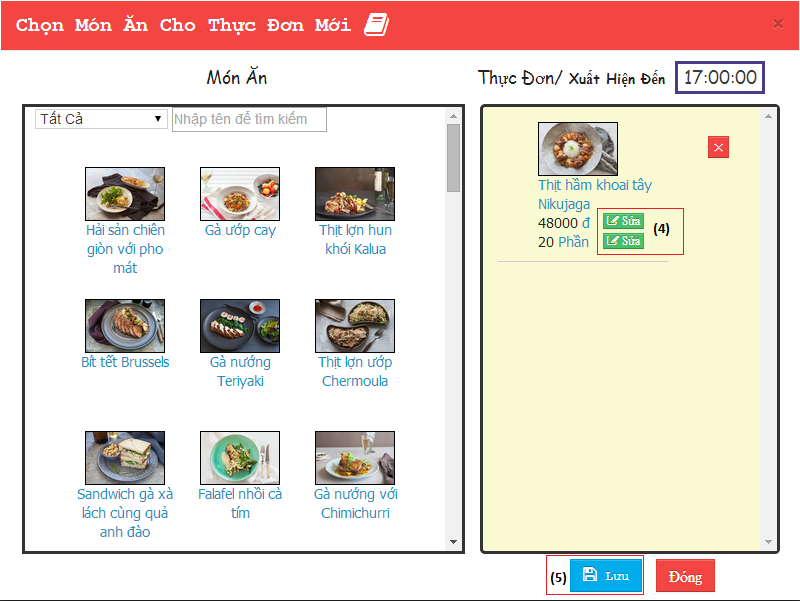 Chọn Món Ăn Cho Thực Đơn Mới
×
Món Ăn
Thực Đơn/ Xuất Hiện Đến 17:00:00
Tất Cả
Nhập tên để tìm kiếm
Hải sản chiên
giòn với pho
mát
Gà ướp cay
Thịt lợn hun
khói Kalua
Bít tết Brussels
Gà nướng
Teriyaki
Thịt lợn ướp
Chermoula
Sandwich gà xà
lách cùng quả
anh đào
Falafel nhồi cà
tím
Gà nướng với
Chimichurri
Thịt hầm khoai tây
Nikujaga
48000 đ Sửa
20 Phần Sửa
(4)
(5) Lưu
Đóng